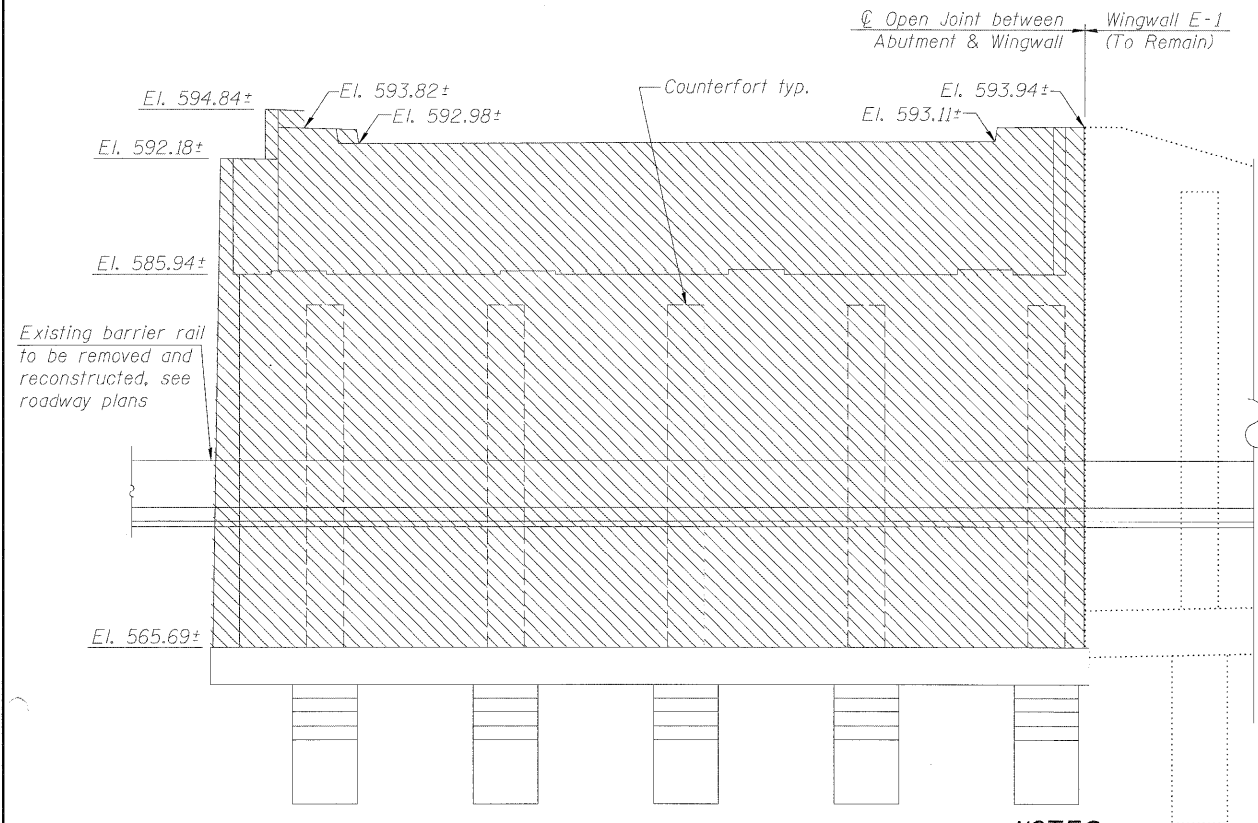 ℄ Open Joint between
Abutment & Wingwall
Wingwall E-1
(To Remain)
El. 594.84±
El. 593.82±
El. 592.98±
Counterfort typ.
El. 593.94±
El. 593.11±
El. 592.18±
El. 585.94±
Existing barrier rail
to be removed and
reconstructed, see
roadway plans
El. 565.69±
NOTES